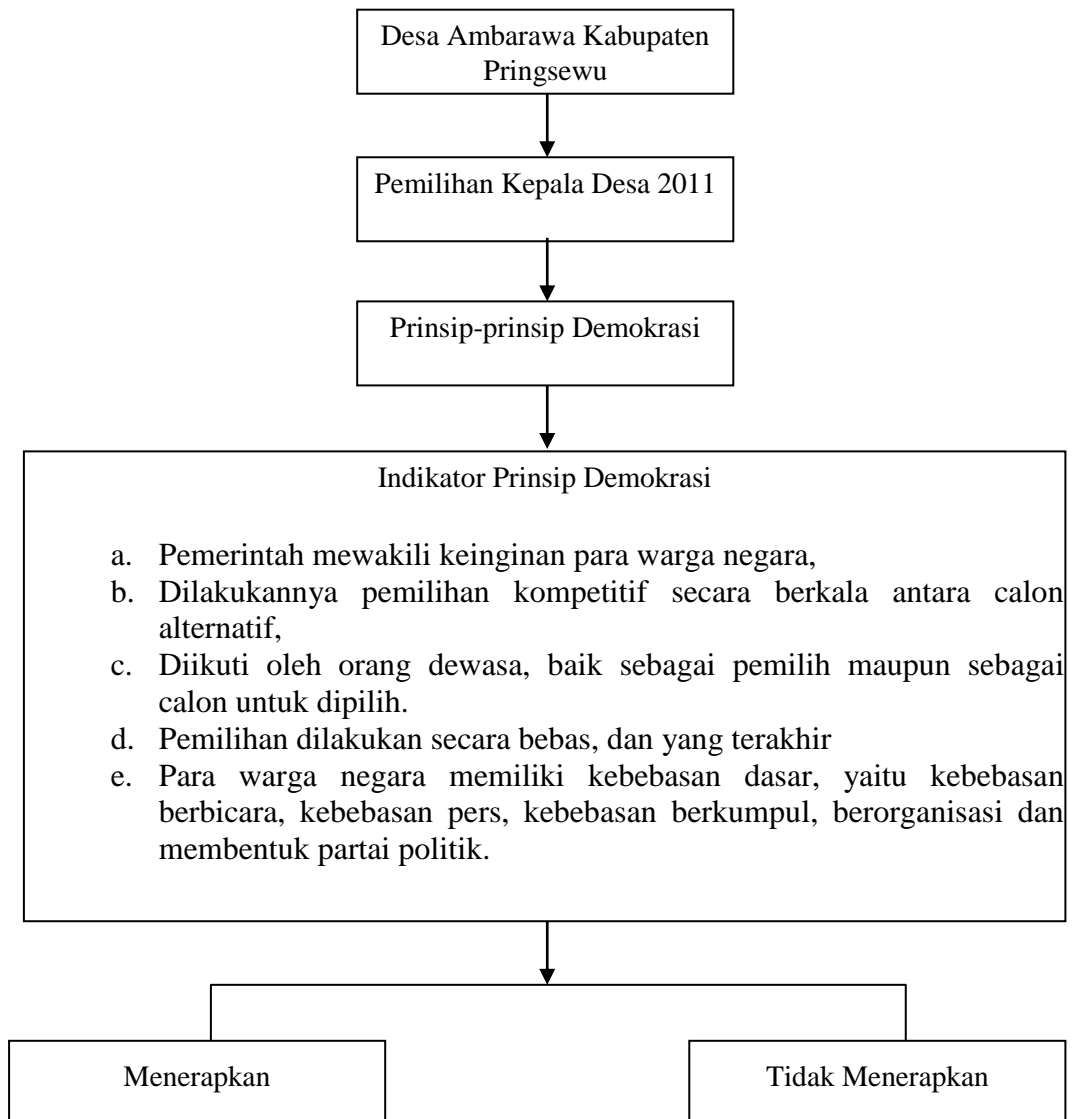 Desa Ambarawa Kabupaten
Pringsewu
Pemilihan Kepala Desa 2011
Prinsip-prinsip Demokrasi
Indikator Prinsip Demokrasi
a. Pemerintah mewakili keinginan para warga negara,
b. Dilakukannya pemilihan kompetitif secara berkala antara calon
alternatif,
c. Diikuti oleh orang dewasa, baik sebagai pemilih maupun sebagai
calon untuk dipilih.
d. Pemilihan dilakukan secara bebas, dan yang terakhir
e. Para warga negara memiliki kebebasan dasar, yaitu kebebasan
berbicara, kebebasan pers, kebebasan berkumpul, berorganisasi dan
membentuk partai politik.
Menerapkan
Tidak Menerapkan